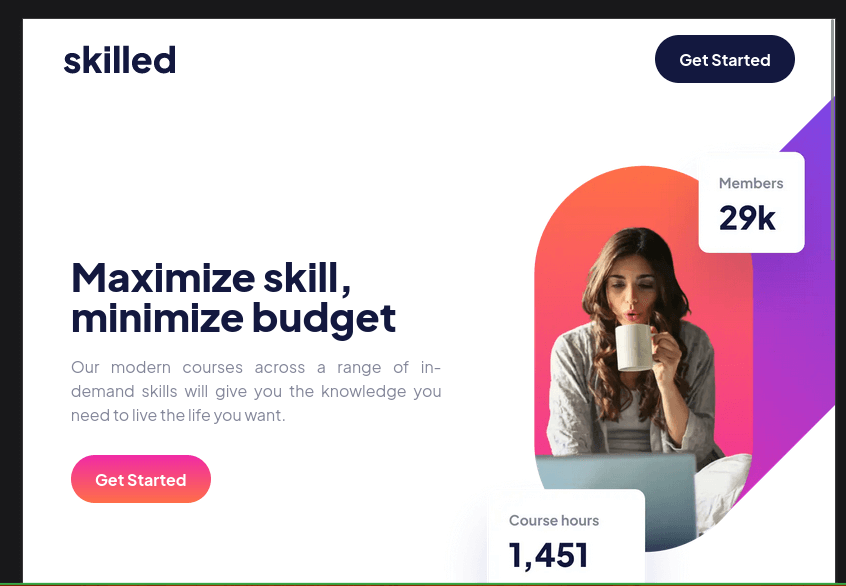 skilled
Get Started
Members
29k
Maximize skill,
minimize budget
Our modern courses across a range of in-
demand skills will give you the knowledge you
need to live the life you want.
Get Started
Course hours
1,451